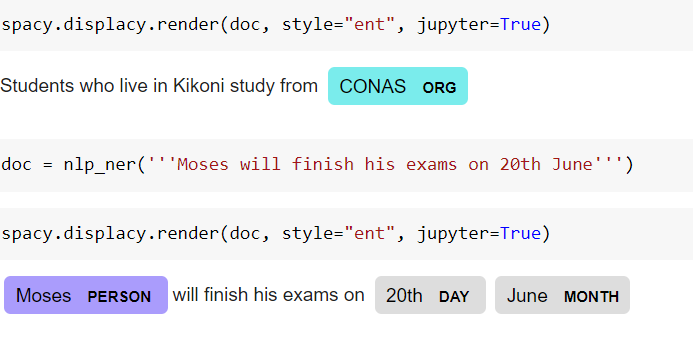 spacy.displacy.render(doc, style="ent", jupyter=True)
Students who live in Kikoni study from CONAS ORG
doc = nlp_ner('''Moses will finish his exams on 20th June''')
spacy.displacy.render(doc, style="ent", jupyter=True)
Moses PERSON will finish his exams on 20th DAY June MONTH